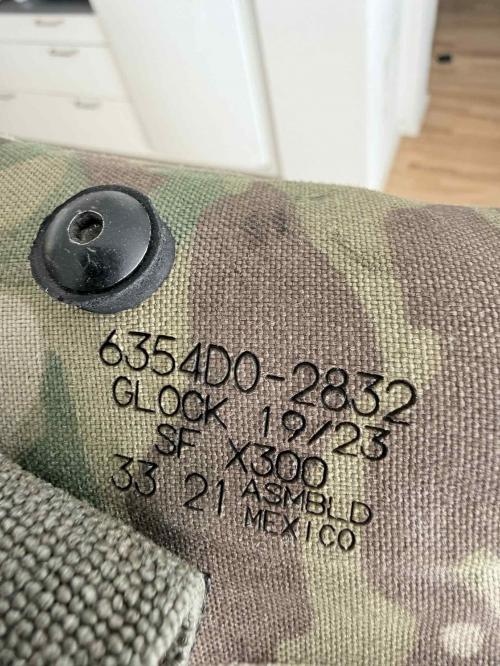 6354DO-2832
GLOCK 19/23
SF X300
33 21 ASMBLD
MEXICO